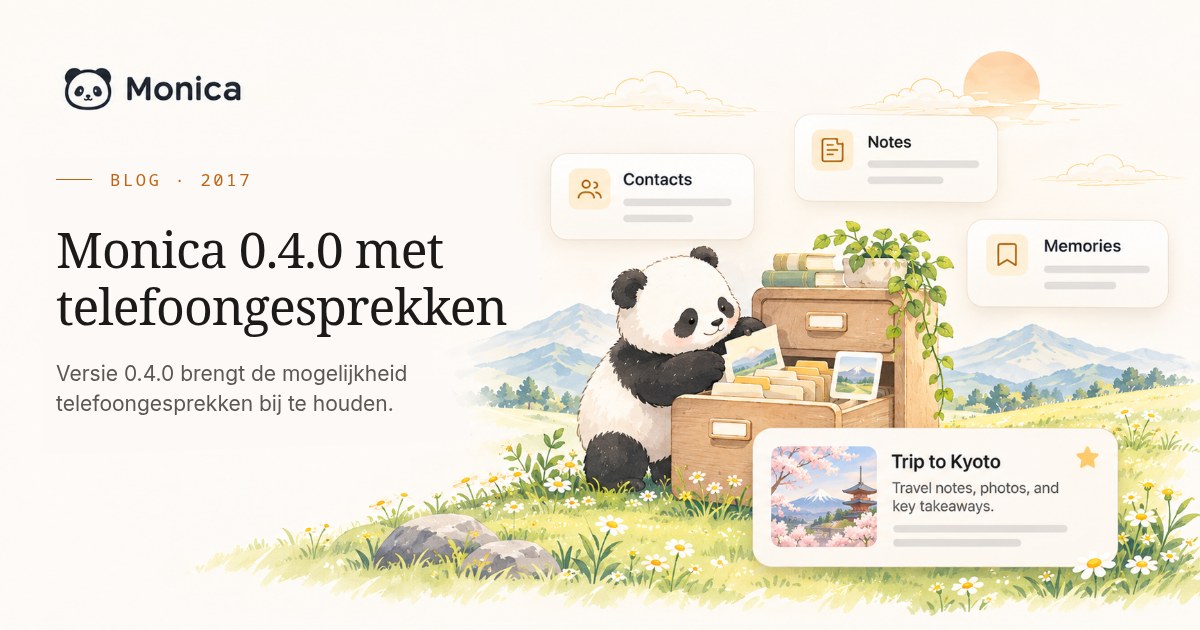 Monica
BLOG · 2017
Monica 0.4.0 met
telefoongesprekken
Versie 0.4.0 brengt de mogelijkheid
telefoongesprekken bij te houden.
Contacts
Notes
Memories
Trip to Kyoto
Travel notes, photos, and
key takeaways.